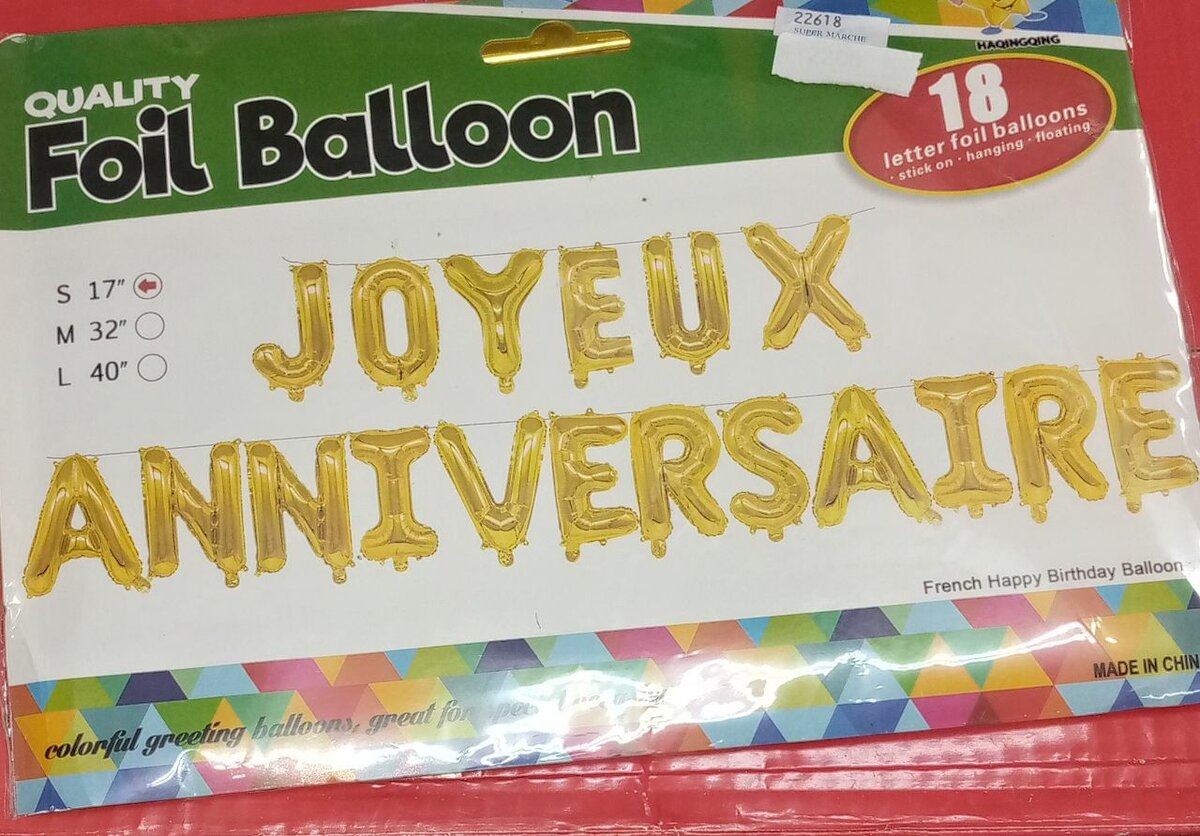 22618
SUPER MARCHE
HAQINGQING
QUALITY
Foil Balloon
18
letter foil balloons
· stick on · hanging · floating
S 17"
M 32"
L 40"
JOYEUX
ANNIVERSAIRE
French Happy Birthday Balloon
MADE IN CHIN
colorful greeting balloons, great for